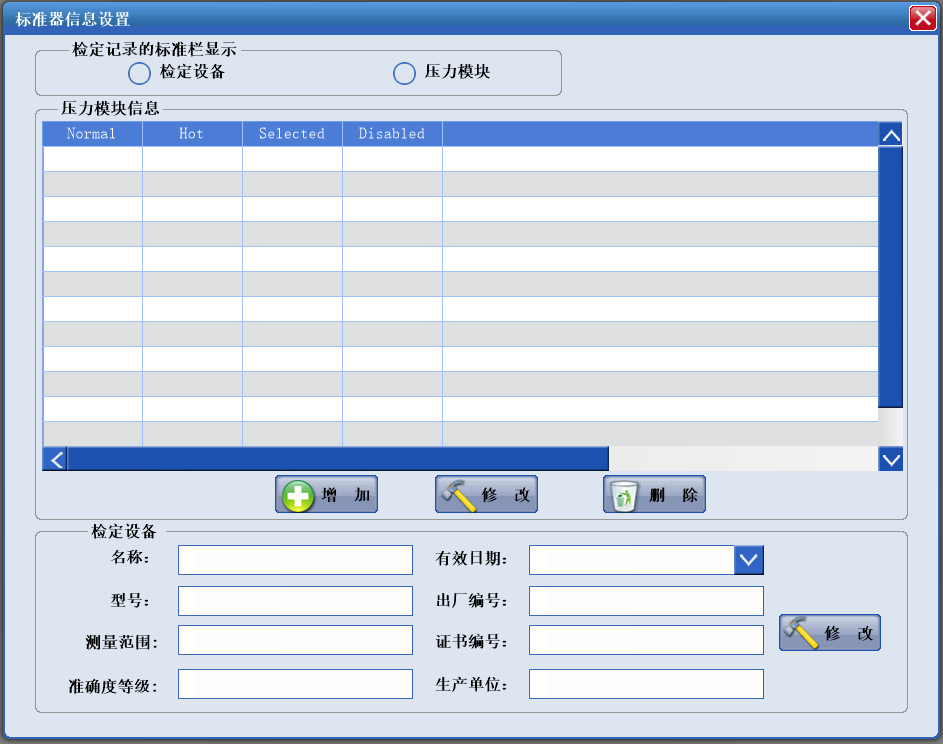 标准器信息设置
检定记录的标准栏显示
检定设备 压力模块
压力模块信息
Normal Hot Selected Disabled
增 加 修 改 删 除
检定设备
名称: 有效日期:
型号: 出厂编号:
测量范围: 证书编号:
修 改
准确度等级: 生产单位: